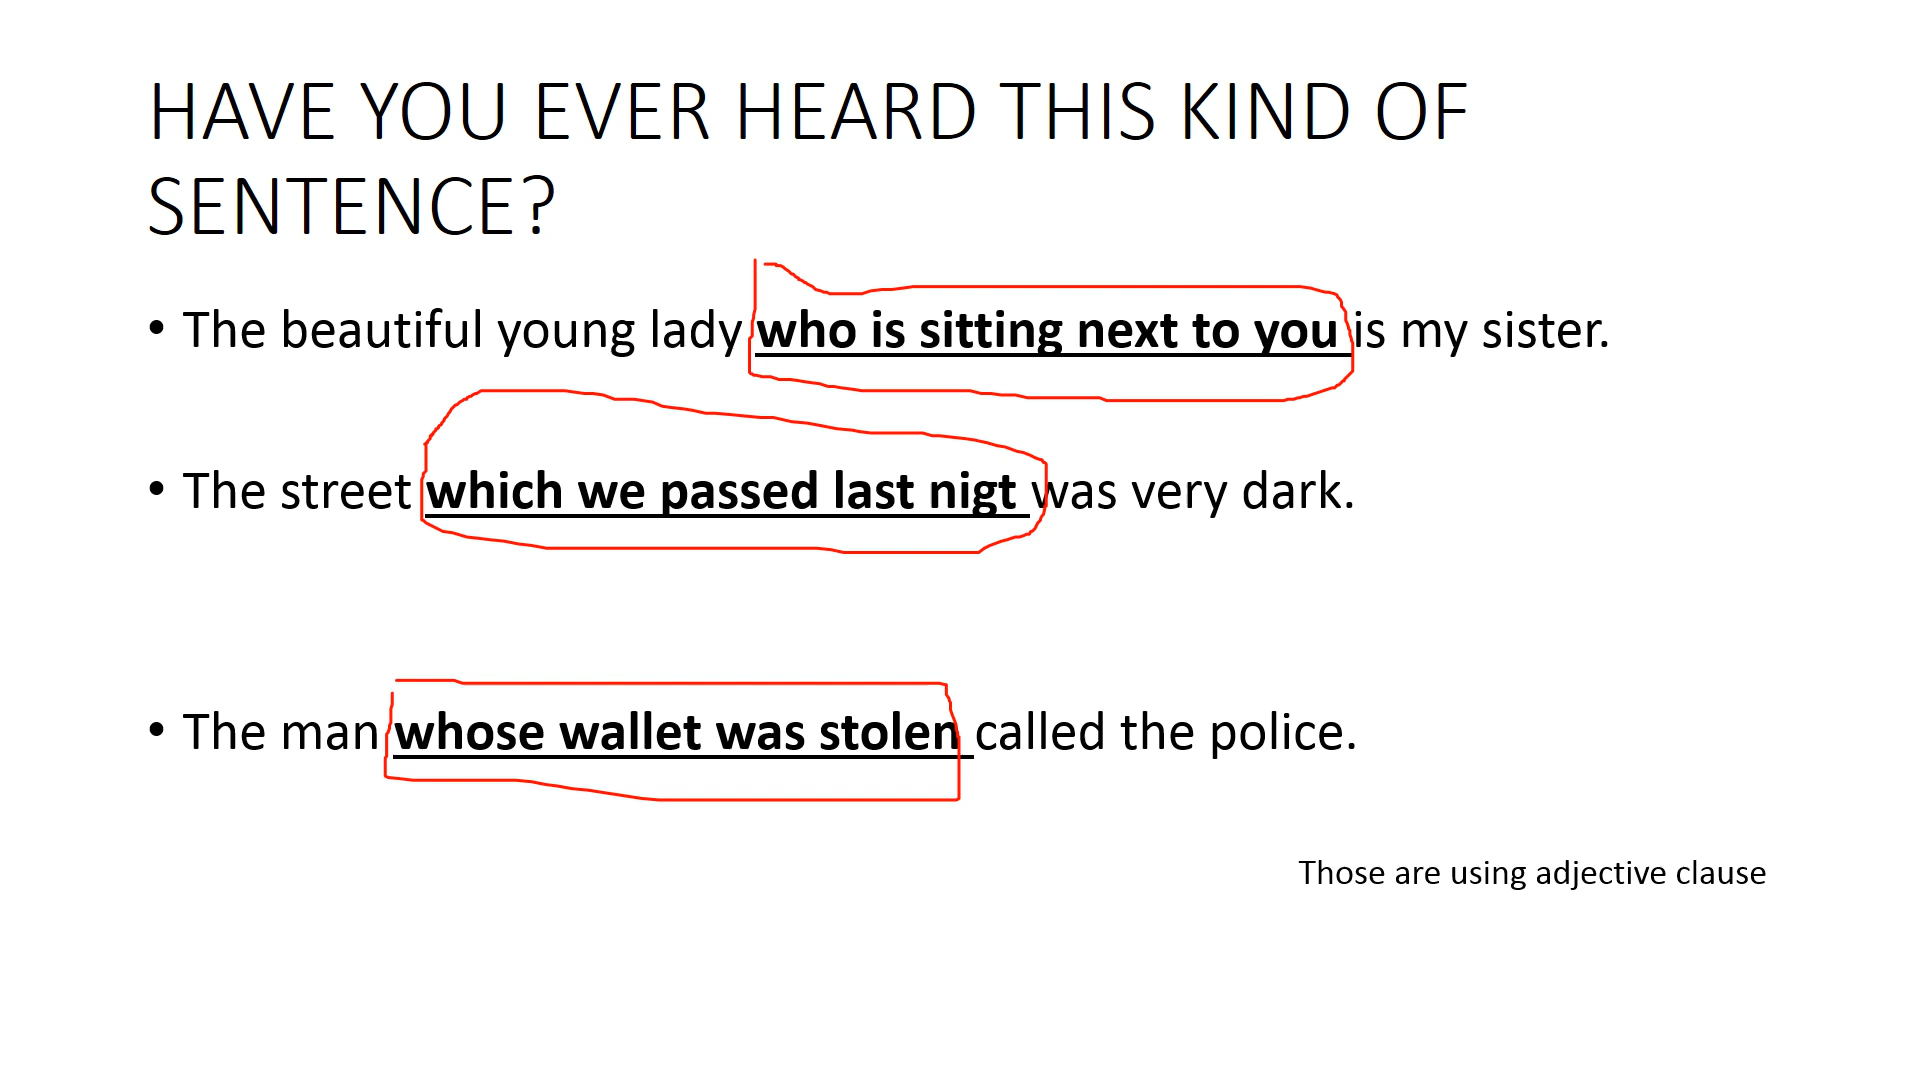 HAVE YOU EVER HEARD THIS KIND OF
SENTENCE?
• The beautiful young lady who is sitting next to you is my sister.
• The street which we passed last nigt was very dark.
• The man whose wallet was stolen called the police.
Those are using adjective clause